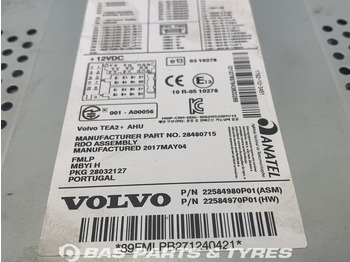 +12VDC
e13 03 10278
E13
10 R-05 10278
001 - A00056
Volvo TEA2+ AHU
MANUFACTURER PART NO. 28480715
RDO ASSEMBLY
MANUFACTURED 2017MAY04
FMLP
MBYI H
PKG 28032127
PORTUGAL
ANATEL
VOLVO
P/N 22584980P01(ASM)
P/N 22584970P01(HW)
BAS PARTS & TYRES